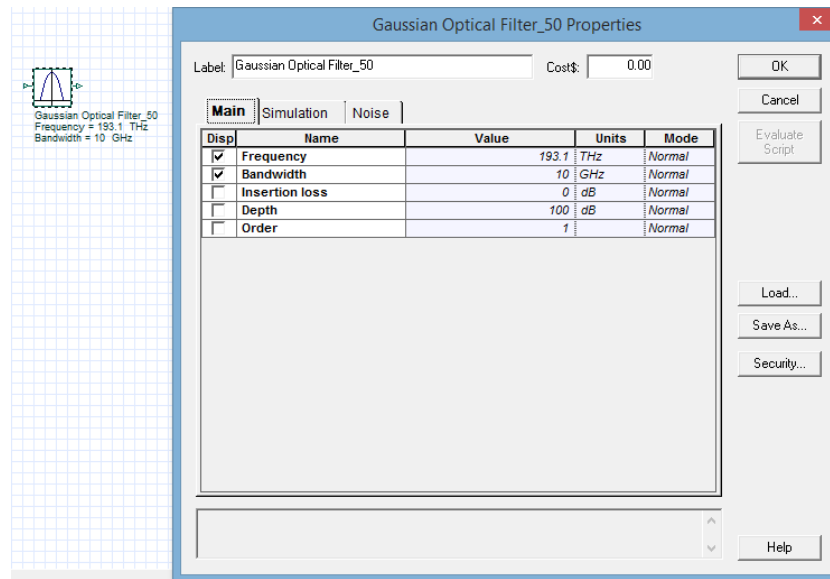 Gaussian Optical Filter_50 Properties
×
Gaussian Optical Filter_50
Frequency = 193.1 THz
Bandwidth = 10 GHz
Label: Gaussian Optical Filter_50 Cost$: 0.00
OK
Cancel
Evaluate
Script
Main Simulation Noise
Disp Name Value Units Mode
Frequency 193.1 THz Normal
Bandwidth 10 GHz Normal
Insertion loss 0 dB Normal
Depth 100 dB Normal
Order 1 Normal
Load...
Save As...
Security...
Help